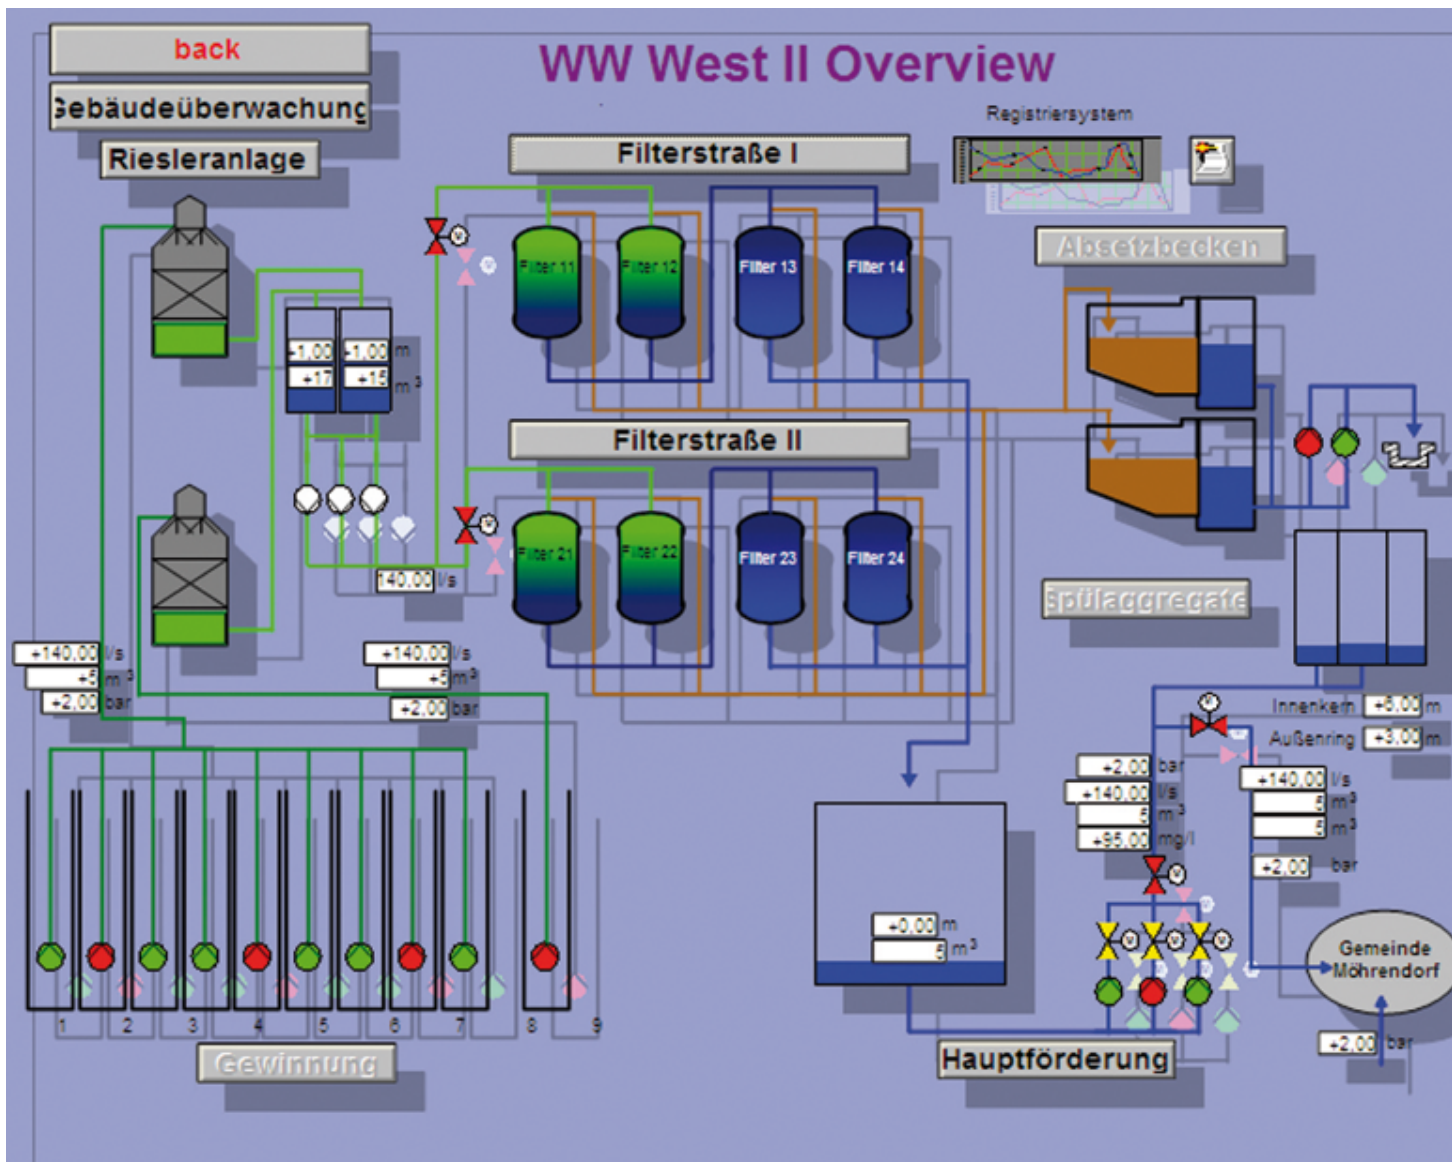 back
WW West II Overview
Gebäudeüberwachung
Registriersystem
Riesleranlage
Filterstraße I
Absetzbecken
Filter 11
Filter 12
Filter 13
Filter 14
+1,00
+1,00 m
+17
+15 m³
Filterstraße II
Filter 21
Filter 22
Filter 23
Filter 24
140,00 l/s
Spülaggregate
+140,00 l/s
+5 m³
+2,00 bar
+140,00 l/s
+5 m³
+2,00 bar
Innenkern +6,00 m
Außenring +3,00 m
+2,00 bar
+140,00 l/s
5 m³
+95,00 mg/l
+140,00 l/s
5 m³
5 m³
+2,00 bar
+0,00 m
5 m³
Gemeinde
Möhrendorf
1 2 3 4 5 6 7 8 9
+2,00 bar
Gewinnung
Hauptförderung